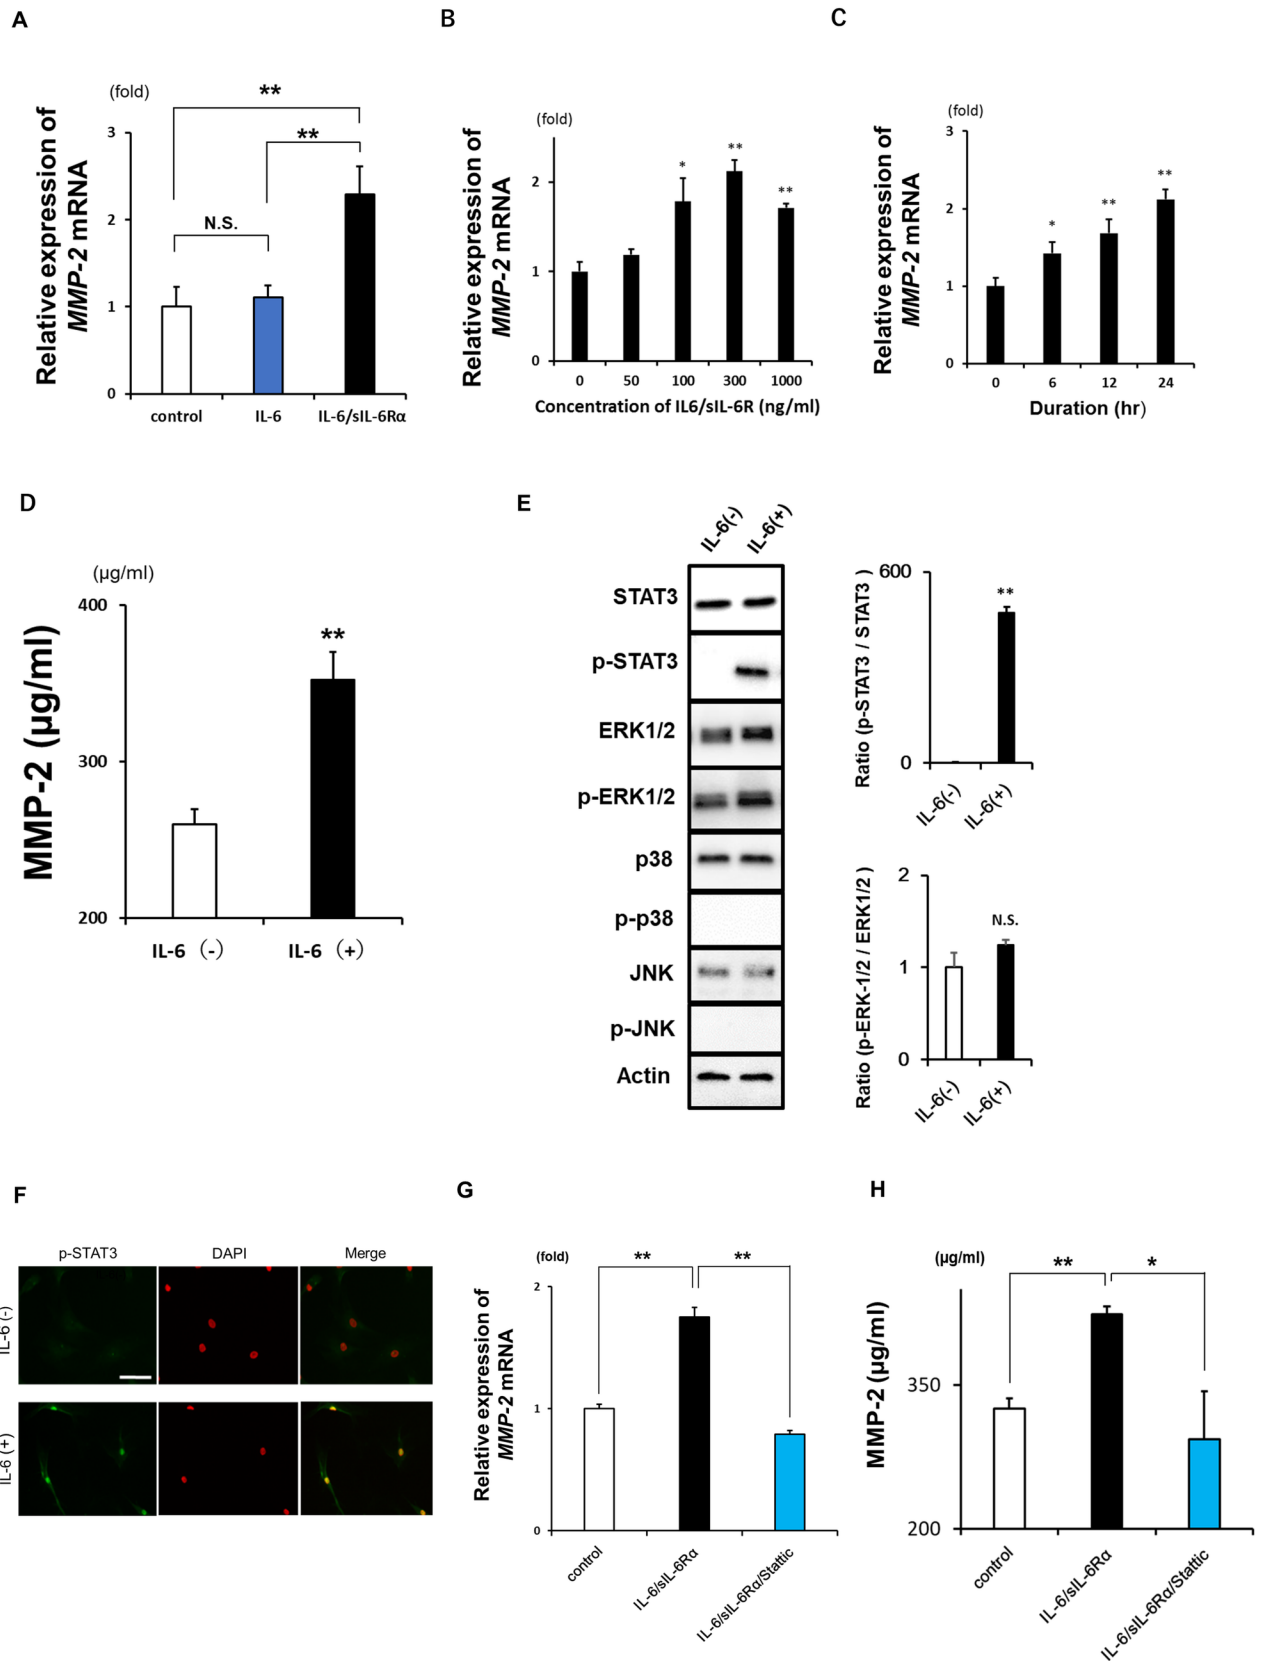 A
(fold)
**
**
N.S.
3
2
1
0
Relative expression of
MMP-2 mRNA
control IL-6 IL-6/sIL-6Rα
B
(fold)
* ** **
2
1
0
Relative expression of
MMP-2 mRNA
0 50 100 300 1000
Concentration of IL6/sIL-6R (ng/ml)
C
(fold)
* ** **
3
2
1
0
Relative expression of
MMP-2 mRNA
0 6 12 24
Duration (hr)
D
(μg/ml)
**
400
300
200
MMP-2 (μg/ml)
IL-6 (-) IL-6 (+)
E
IL-6(-) IL-6(+)
STAT3
p-STAT3
ERK1/2
p-ERK1/2
p38
p-p38
JNK
p-JNK
Actin
Ratio (p-STAT3 / STAT3 )
600
0
**
IL-6(-) IL-6(+)
Ratio (p-ERK-1/2 / ERK1/2 )
2
1
0
N.S.
IL-6(-) IL-6(+)
F
p-STAT3 DAPI Merge
IL-6 (-)
IL-6 (+)
G
(fold)
** **
2
1
0
Relative expression of
MMP-2 mRNA
control
IL-6/sIL-6Rα
IL-6/sIL-6Rα/Stattic
H
(μg/ml)
** *
350
200
MMP-2 (μg/ml)
control
IL-6/sIL-6Rα
IL-6/sIL-6Rα/Stattic